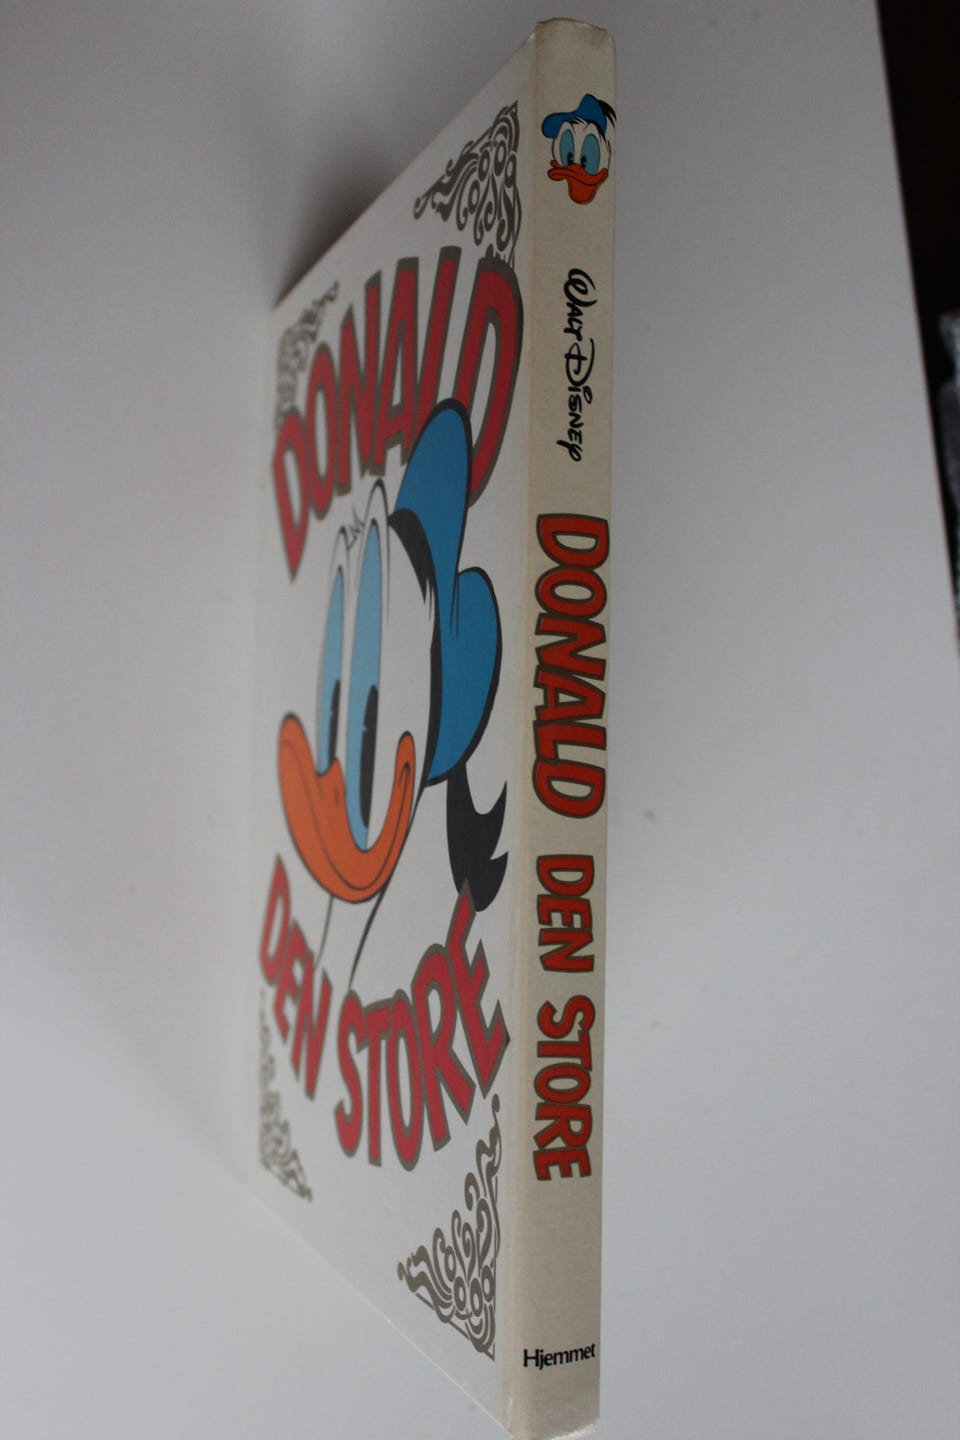 DONALD
DEN STORE
WALT DISNEY
DONALD DEN STORE
Hjemmet